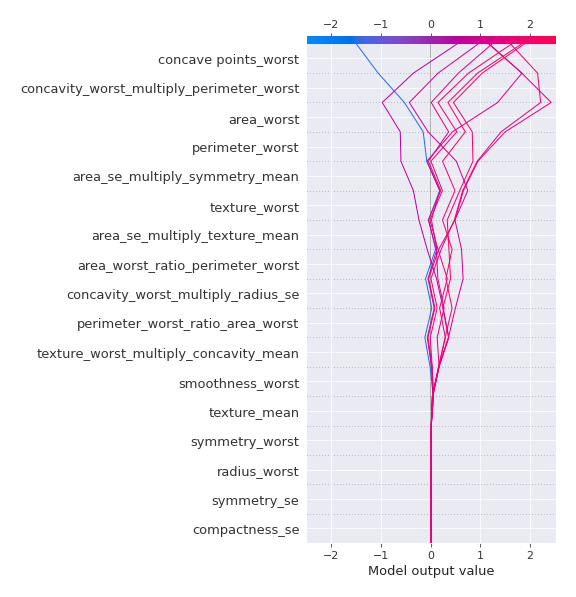 −2 −1 0 1 2
concave points_worst
concavity_worst_multiply_perimeter_worst
area_worst
perimeter_worst
area_se_multiply_symmetry_mean
texture_worst
area_se_multiply_texture_mean
area_worst_ratio_perimeter_worst
concavity_worst_multiply_radius_se
perimeter_worst_ratio_area_worst
texture_worst_multiply_concavity_mean
smoothness_worst
texture_mean
symmetry_worst
radius_worst
symmetry_se
compactness_se
−2 −1 0 1 2
Model output value